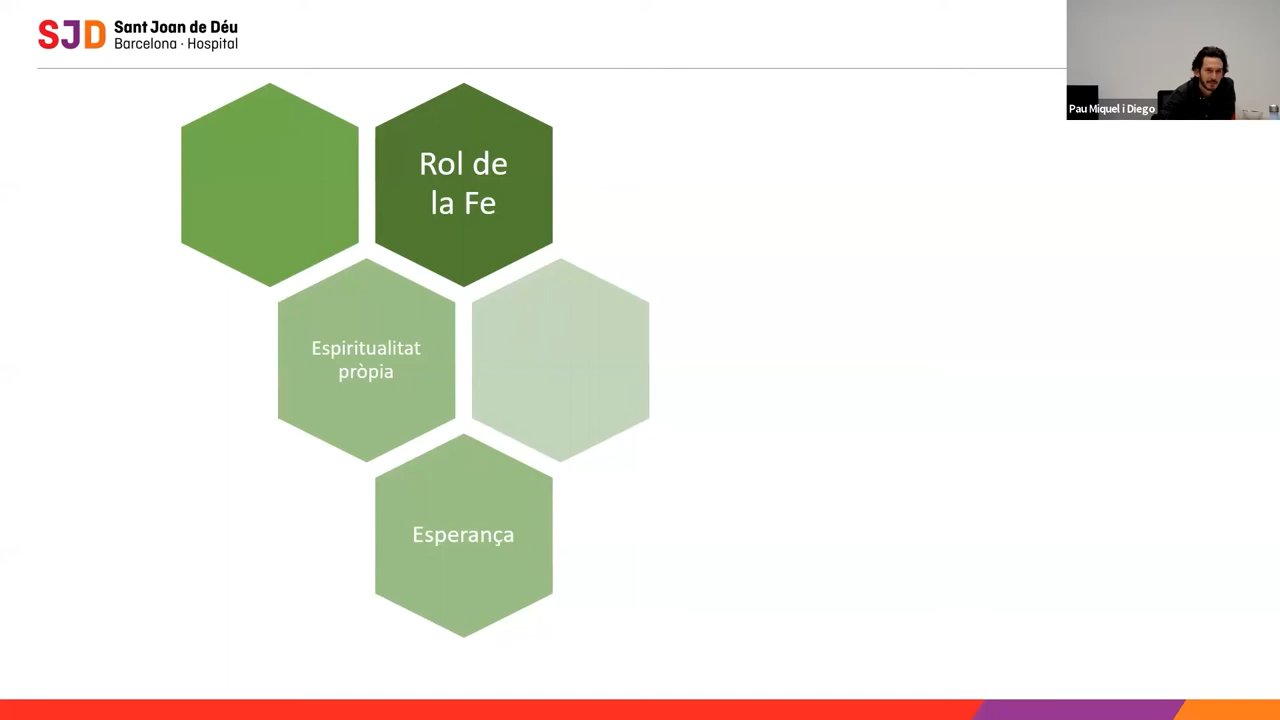 SJD
Sant Joan de Déu
Barcelona · Hospital
Pau Miquel i Diego
Rol de
la Fe
Espiritualitat
pròpia
Esperança